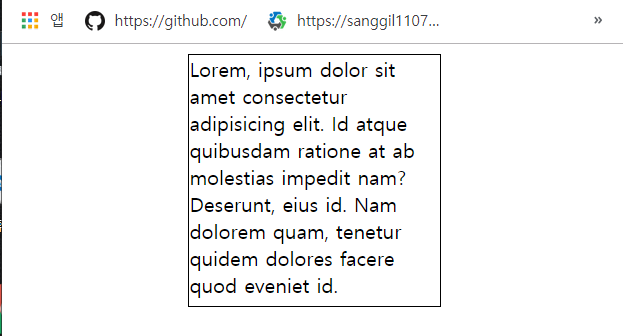 앱 https://github.com/ https://sanggil1107... »
Lorem, ipsum dolor sit
amet consectetur
adipisicing elit. Id atque
quibusdam ratione at ab
molestias impedit nam?
Deserunt, eius id. Nam
dolorem quam, tenetur
quidem dolores facere
quod eveniet id.